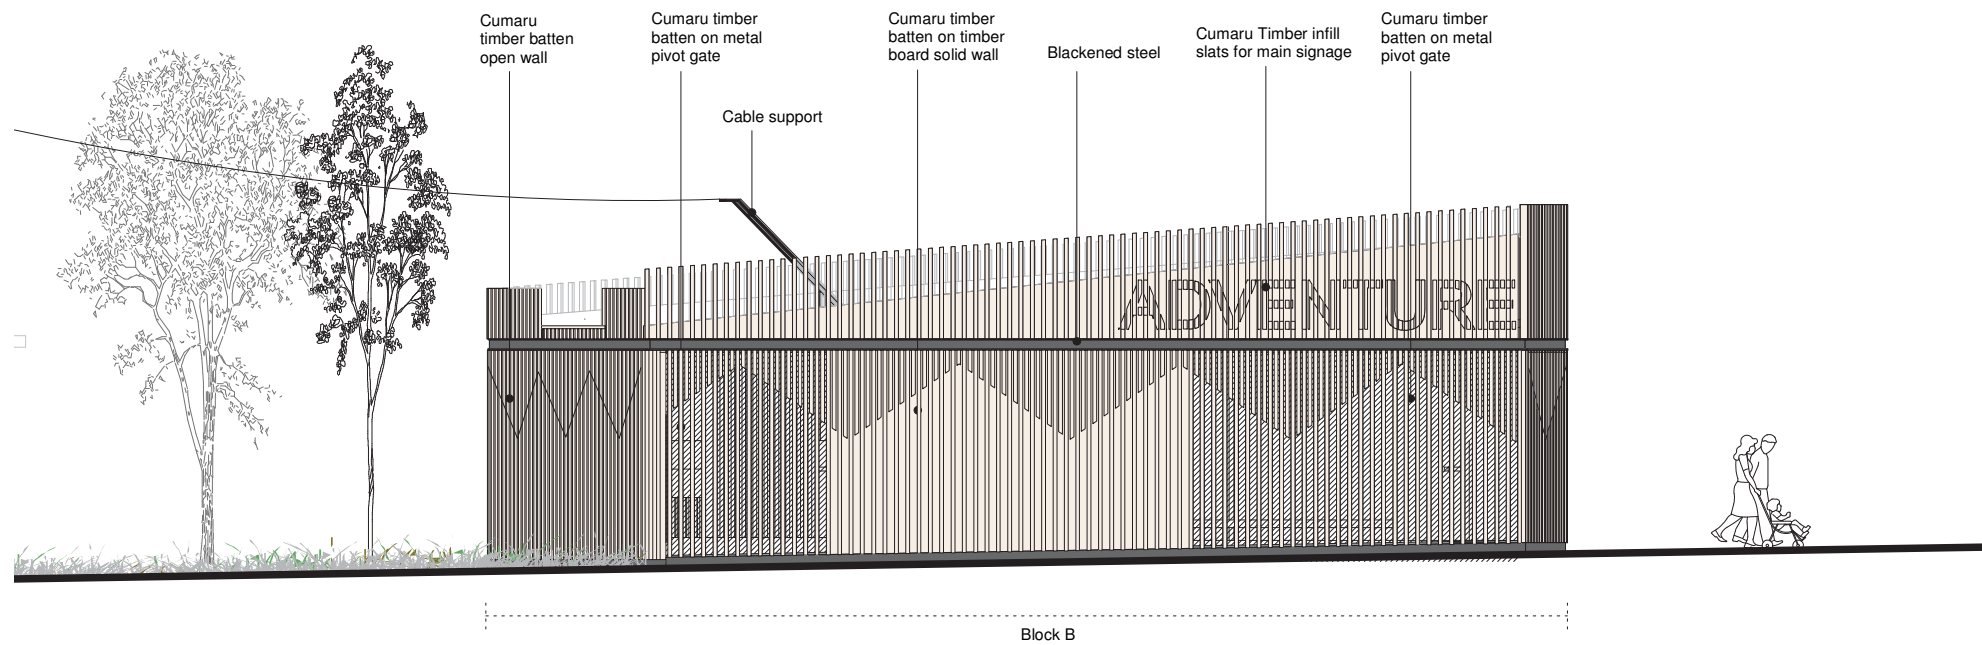 Cumaru
timber batten
open wall
Cumaru timber
batten on metal
pivot gate
Cumaru timber
batten on timber
board solid wall
Blackened steel
Cumaru Timber infill
slats for main signage
Cumaru timber
batten on metal
pivot gate
Cable support
ADVENTURE
Block B